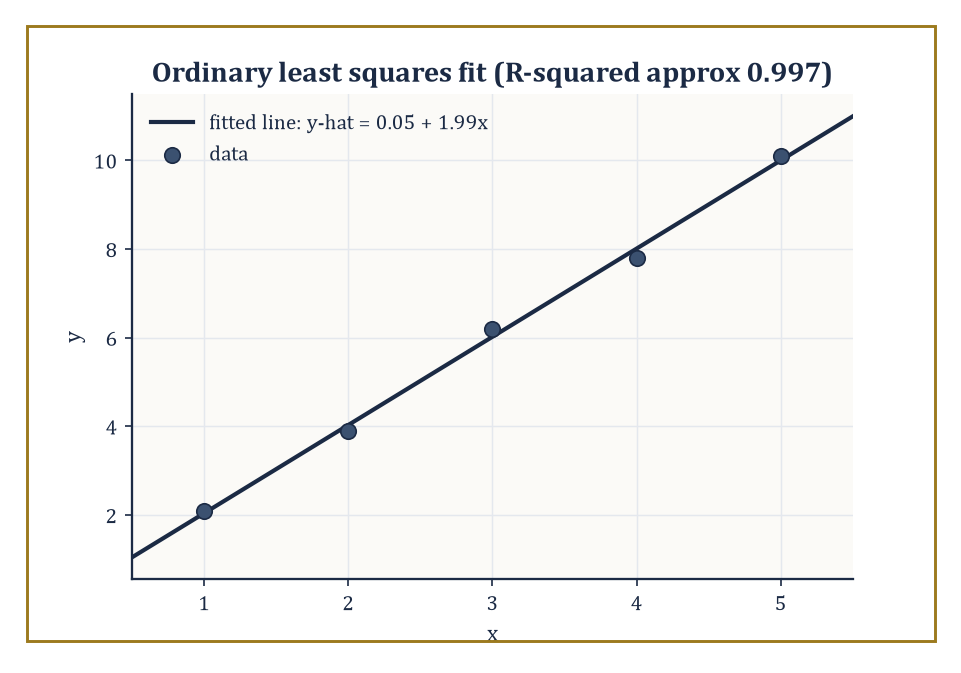 Ordinary least squares fit (R-squared approx 0.997)
fitted line: y-hat = 0.05 + 1.99x
data
10
8
6
4
2
y
1 2 3 4 5
x